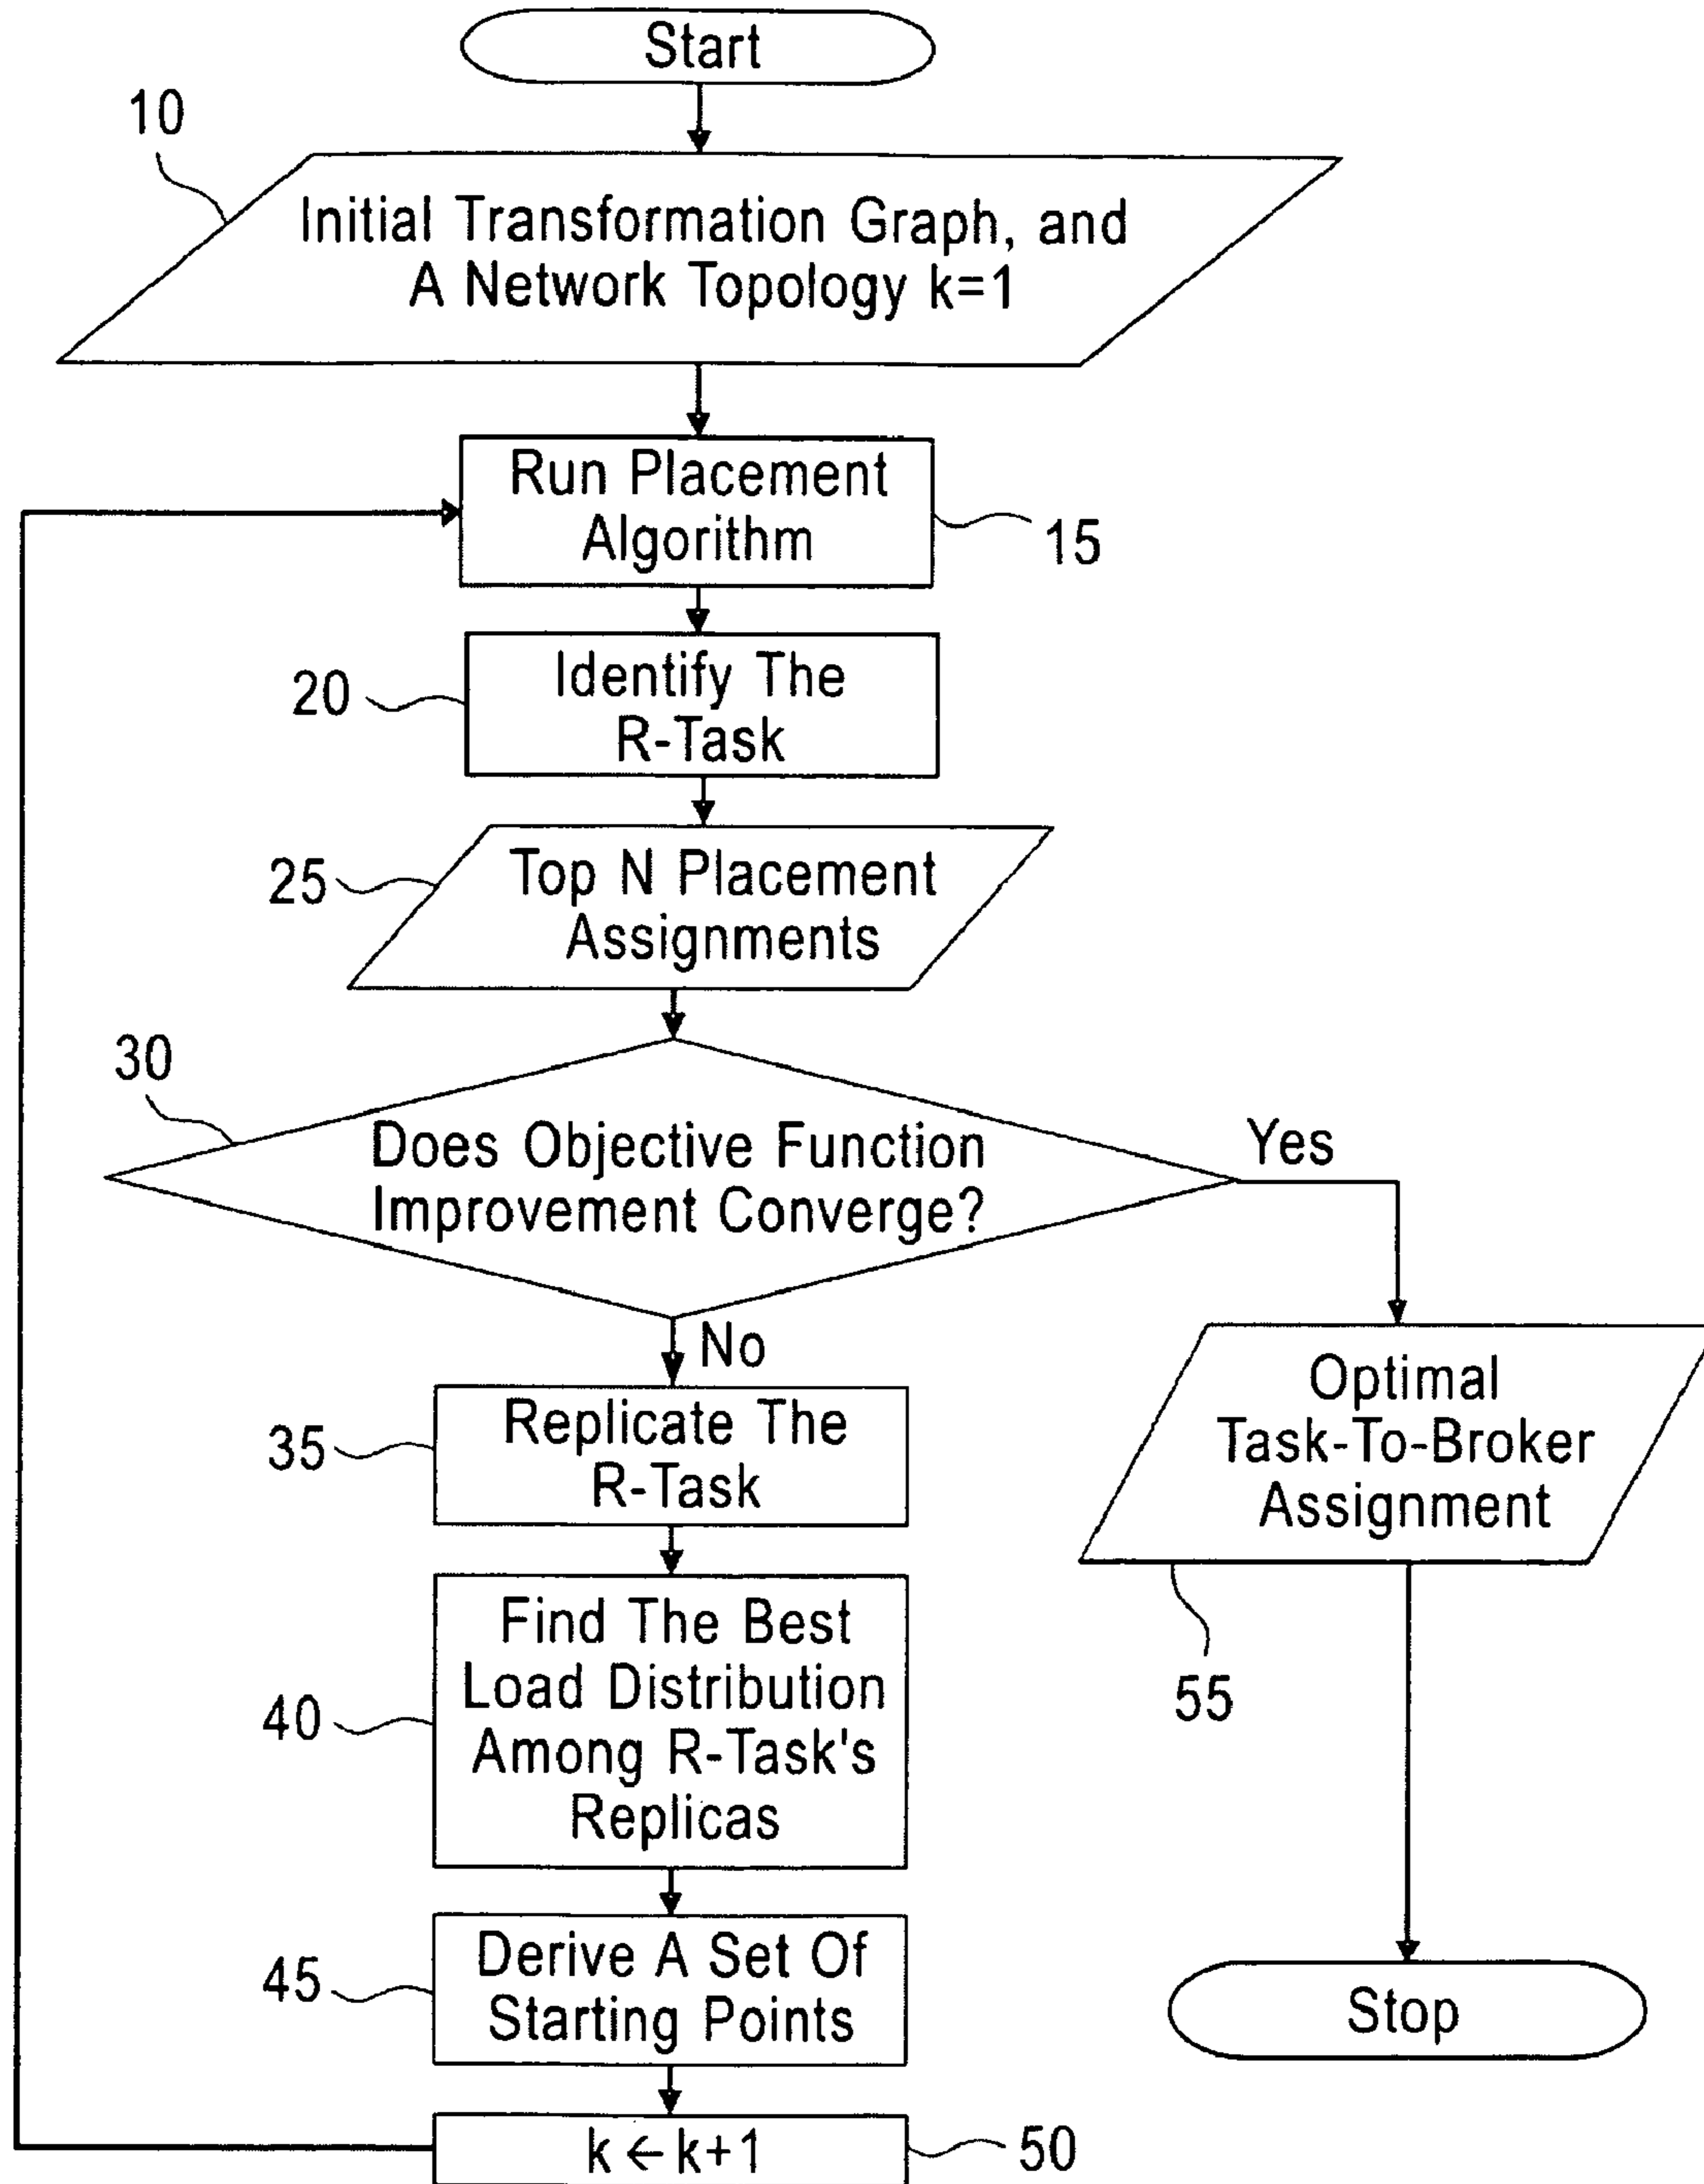 Start
10
Initial Transformation Graph, and
A Network Topology k=1
Run Placement
Algorithm
15
Identify The
R-Task
20
Top N Placement
Assignments
25
30
Does Objective Function
Improvement Converge?
Yes
No
Replicate The
R-Task
35
Optimal
Task-To-Broker
Assignment
55
Find The Best
Load Distribution
Among R-Task's
Replicas
40
Derive A Set Of
Starting Points
45
Stop
k ← k+1
50